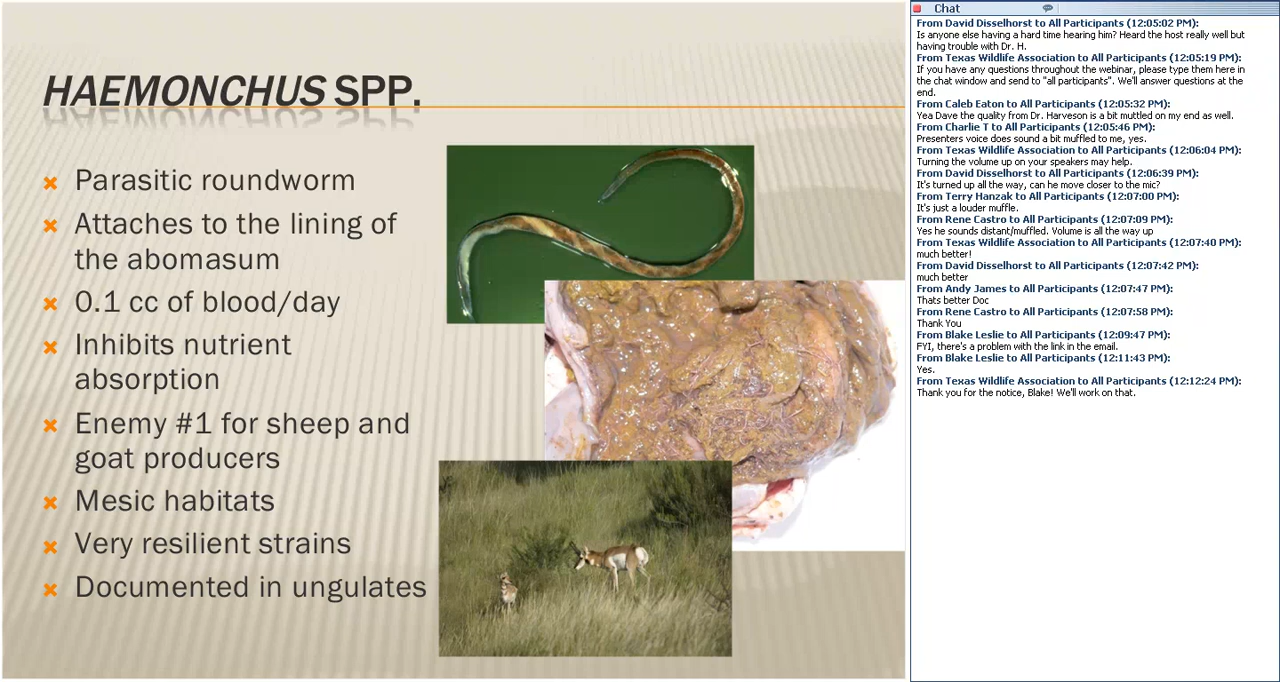 HAEMONCHUS SPP.
Parasitic roundworm
Attaches to the lining of
the abomasum
0.1 cc of blood/day
Inhibits nutrient
absorption
Enemy #1 for sheep and
goat producers
Mesic habitats
Very resilient strains
Documented in ungulates
Chat
From David Disselhorst to All Participants (12:05:02 PM):
Is anyone else having a hard time hearing him? Heard the host really well but
having trouble with Dr. H.
From Texas Wildlife Association to All Participants (12:05:19 PM):
If you have any questions throughout the webinar, please type them here in
the chat window and send to "all participants". We'll answer questions at the
end.
From Caleb Eaton to All Participants (12:05:32 PM):
Yea Dave the quality from Dr. Harveson is a bit muttled on my end as well.
From Charlie T to All Participants (12:05:46 PM):
Presenters voice does sound a bit muffled to me, yes.
From Texas Wildlife Association to All Participants (12:06:04 PM):
Turning the volume up on your speakers may help.
From David Disselhorst to All Participants (12:06:39 PM):
It's turned up all the way, can he move closer to the mic?
From Terry Hanzak to All Participants (12:07:00 PM):
It's just a louder muffle.
From Rene Castro to All Participants (12:07:09 PM):
Yes he sounds distant/muffled. Volume is all the way up
From Texas Wildlife Association to All Participants (12:07:40 PM):
much better!
From David Disselhorst to All Participants (12:07:42 PM):
much better
From Andy James to All Participants (12:07:47 PM):
Thats better Doc
From Rene Castro to All Participants (12:07:58 PM):
Thank You
From Blake Leslie to All Participants (12:09:47 PM):
FYI, there's a problem with the link in the email.
From Blake Leslie to All Participants (12:11:43 PM):
Yes.
From Texas Wildlife Association to All Participants (12:12:24 PM):
Thank you for the notice, Blake! We'll work on that.